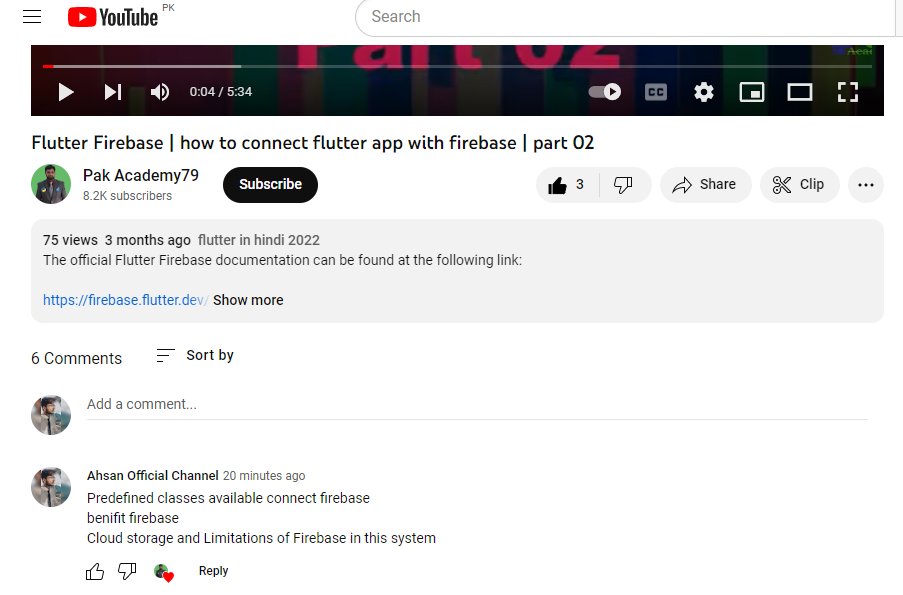 YouTube PK
Search
Part 02
0:04 / 5:34
CC
Flutter Firebase | how to connect flutter app with firebase | part 02
Pak Academy79
8.2K subscribers
Subscribe
3
Share
Clip
75 views 3 months ago flutter in hindi 2022
The official Flutter Firebase documentation can be found at the following link:
https://firebase.flutter.dev/ Show more
6 Comments
Sort by
Add a comment...
Ahsan Official Channel 20 minutes ago
Predefined classes available connect firebase
benifit firebase
Cloud storage and Limitations of Firebase in this system
Reply